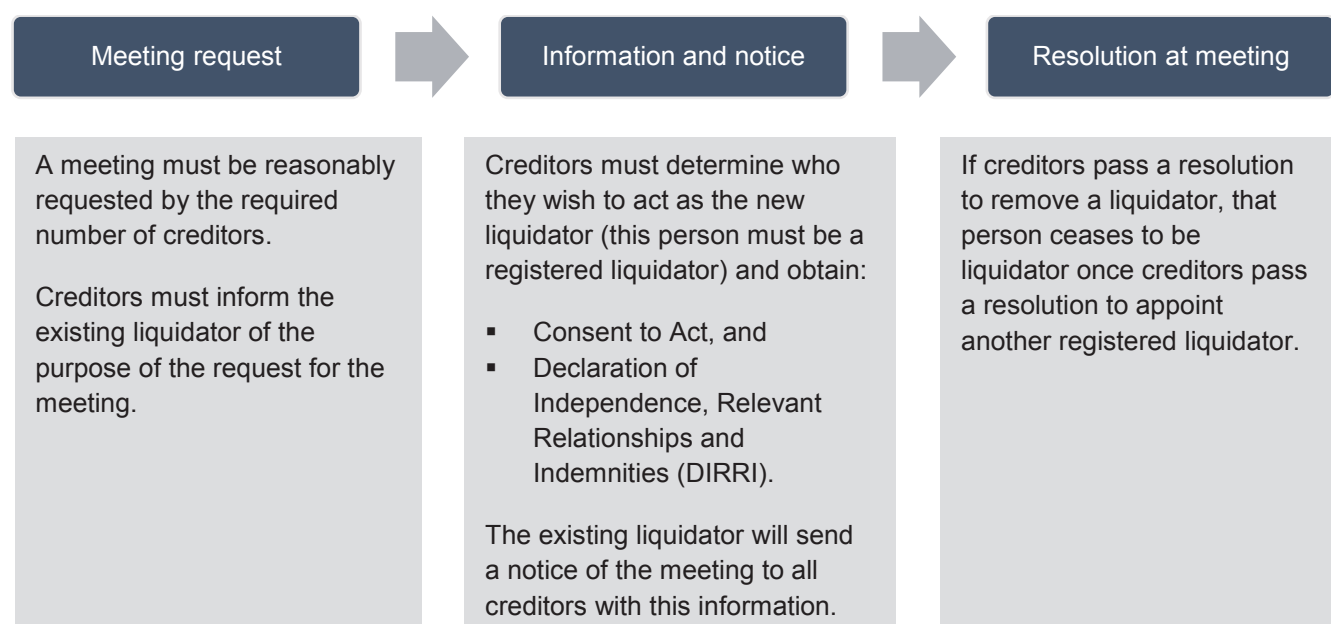 Meeting request
Information and notice
Resolution at meeting
A meeting must be reasonably
requested by the required
number of creditors.
Creditors must inform the
existing liquidator of the
purpose of the request for the
meeting.
Creditors must determine who
they wish to act as the new
liquidator (this person must be a
registered liquidator) and obtain:
▪ Consent to Act, and
▪ Declaration of
Independence, Relevant
Relationships and
Indemnities (DIRRI).
The existing liquidator will send
a notice of the meeting to all
creditors with this information.
If creditors pass a resolution
to remove a liquidator, that
person ceases to be
liquidator once creditors pass
a resolution to appoint
another registered liquidator.